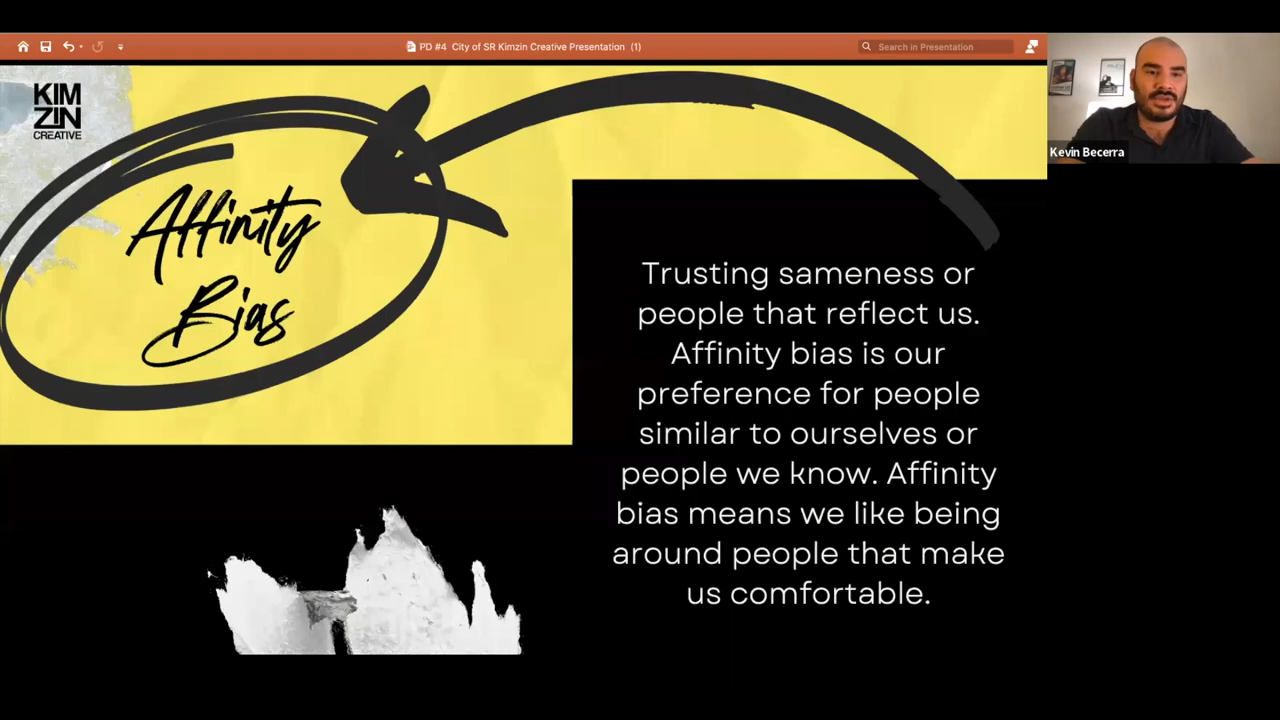 PD #4 City of SR Kimzin Creative Presentation (1)
Search in Presentation
KIM
ZIN
CREATIVE
Kevin Becerra
Affinity
Bias
Trusting sameness or
people that reflect us.
Affinity bias is our
preference for people
similar to ourselves or
people we know. Affinity
bias means we like being
around people that make
us comfortable.